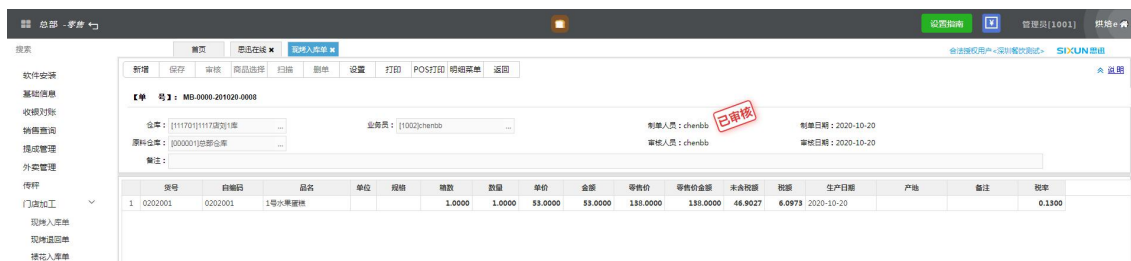 总部 -零售
设置指南 管理员[1001] 烘焙e
搜索 首页 思迅在线 × 现烤入库单 × 合法授权用户<深圳餐饮测试> SIXUN思迅
新增 保存 审核 商品选择 扫描 删单 设置 打印 POS打印 明细菜单 返回 说明
软件安装
基础信息
收银对账
销售查询
提成管理
外卖管理
传秤
门店加工
现烤入库单
现烤退回单
裱花入库单
【单 号】: MB-0000-201020-0008
仓库: [111701]1117店刘1库 ... 业务员: [1002]chenbb ... 制单人员: chenbb 已审核 制单日期: 2020-10-20
原料仓库: [000001]总部仓库 ... 审核人员: chenbb 审核日期: 2020-10-20
备注:
货号 自编码 品名 单位 规格 箱数 数量 单价 金额 零售价 零售价金额 未含税额 税额 生产日期 产地 备注 税率
1 0202001 0202001 1号水果蛋糕 1.0000 1.0000 53.0000 53.0000 138.0000 138.0000 46.9027 6.0973 2020-10-20 0.1300